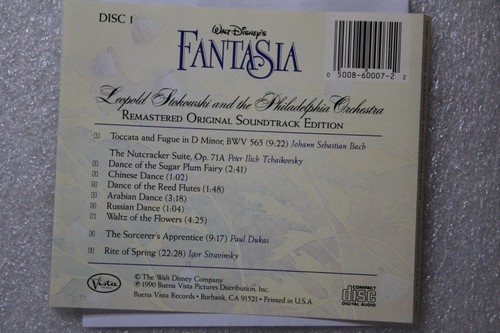 DISC 1
WALT DISNEY'S
FANTASIA
0 5008-60007-2 2
Leopold Stokowski and the Philadelphia Orchestra
REMASTERED ORIGINAL SOUNDTRACK EDITION
1 Toccata and Fugue in D Minor, BWV 565 (9:22) Johann Sebastian Bach
The Nutcracker Suite, Op. 71A Peter Ilich Tchaikovsky
2 Dance of the Sugar Plum Fairy (2:41)
3 Chinese Dance (1:02)
4 Dance of the Reed Flutes (1:48)
5 Arabian Dance (3:18)
6 Russian Dance (1:04)
7 Waltz of the Flowers (4:25)
8 The Sorcerer's Apprentice (9:17) Paul Dukas
9 Rite of Spring (22:28) Igor Stravinsky
Buena Vista
© The Walt Disney Company
℗ 1990 Buena Vista Pictures Distribution, Inc.
Buena Vista Records • Burbank, CA 91521 • Printed in U.S.A
COMPACT
disc
DIGITAL AUDIO